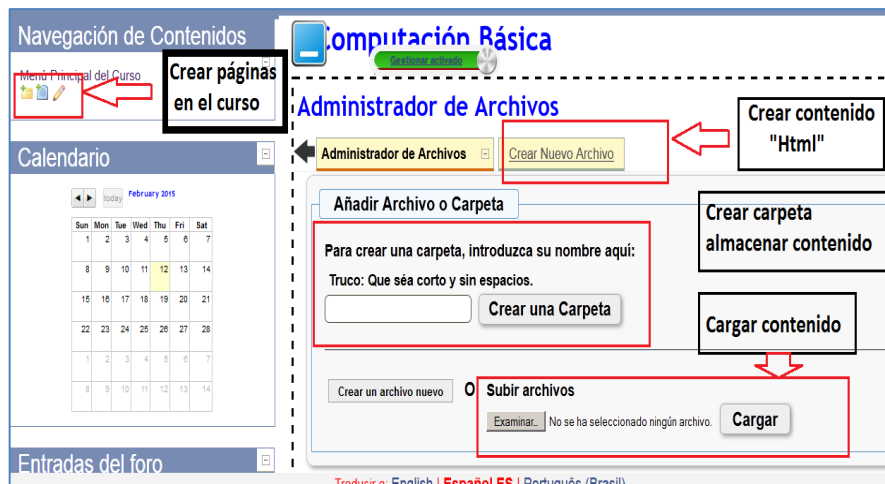 Navegación de Contenidos
Menú Principal del Curso
Crear páginas
en el curso
Calendario
today
February 2015
Sun Mon Tue Wed Thu Fri Sat
1 2 3 4 5 6 7
8 9 10 11 12 13 14
15 16 17 18 19 20 21
22 23 24 25 26 27 28
1 2 3 4 5 6 7
8 9 10 11 12 13 14
Entradas del foro
Computación Básica
Gestionar activado
Administrador de Archivos
Administrador de Archivos
Crear Nuevo Archivo
Crear contenido
"Html"
Añadir Archivo o Carpeta
Para crear una carpeta, introduzca su nombre aquí:
Truco: Que séa corto y sin espacios.
Crear una Carpeta
Crear carpeta
almacenar contenido
Cargar contenido
Crear un archivo nuevo O
Subir archivos
Examinar... No se ha seleccionado ningún archivo. Cargar
Traducir a: English | Español ES | Português (Brasil)